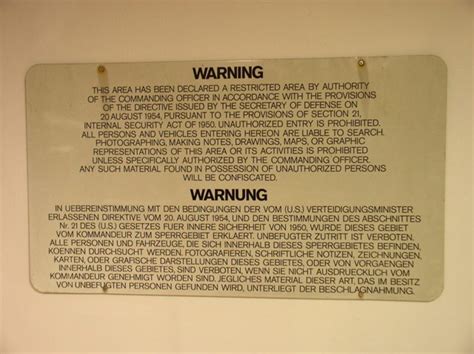 WARNING
THIS AREA HAS BEEN DECLARED A RESTRICTED AREA BY AUTHORITY
OF THE COMMANDING OFFICER IN ACCORDANCE WITH THE PROVISIONS
OF THE DIRECTIVE ISSUED BY THE SECRETARY OF DEFENSE ON
20 AUGUST 1954, PURSUANT TO THE PROVISIONS OF SECTION 21,
INTERNAL SECURITY ACT OF 1950. UNAUTHORIZED ENTRY IS PROHIBITED.
ALL PERSONS AND VEHICLES ENTERING HEREON ARE LIABLE TO SEARCH.
PHOTOGRAPHING, MAKING NOTES, DRAWINGS, MAPS, OR GRAPHIC
REPRESENTATIONS OF THIS AREA OR ITS ACTIVITIES IS PROHIBITED
UNLESS SPECIFICALLY AUTHORIZED BY THE COMMANDING OFFICER.
ANY SUCH MATERIAL FOUND IN POSSESSION OF UNAUTHORIZED PERSONS
WILL BE CONFISCATED.
WARNUNG
IN UEBEREINSTIMMUNG MIT DEN BEDINGUNGEN DER VOM (U.S.) VERTEIDIGUNGSMINISTER
ERLASSENEN DIREKTIVE VOM 20. AUGUST 1954, UND DEN BESTIMMUNGEN DES ABSCHNITTES
Nr. 21 DES (U.S.) GESETZES FUER INNERE SICHERHEIT VON 1950, WURDE DIESES GEBIET
VOM KOMMANDEUR ZUM SPERRGEBIET ERKLAERT. UNBEFUGTER ZUTRITT IST VERBOTEN.
ALLE PERSONEN UND FAHRZEUGE, DIE SICH INNERHALB DIESES SPERRGEBIETES BEFINDEN,
KOENNEN DURCHSUCHT WERDEN. FOTOGRAFIEREN, SCHRIFTLICHE NOTIZEN, ZEICHNUNGEN,
KARTEN, ODER GRAFISCHE DARSTELLUNGEN DIESES GEBIETES, ODER VON VORGAENGEN
INNERHALB DIESES GEBIETES, SIND VERBOTEN, WENN SIE NICHT AUSDRUECKLICH VOM
KOMMANDEUR GENEHMIGT WORDEN SIND. JEGLICHES MATERIAL DIESER ART, DAS IM BESITZ
VON UNBEFUGTEN PERSONEN GEFUNDEN WIRD, UNTERLIEGT DER BESCHLAGNAHMUNG.